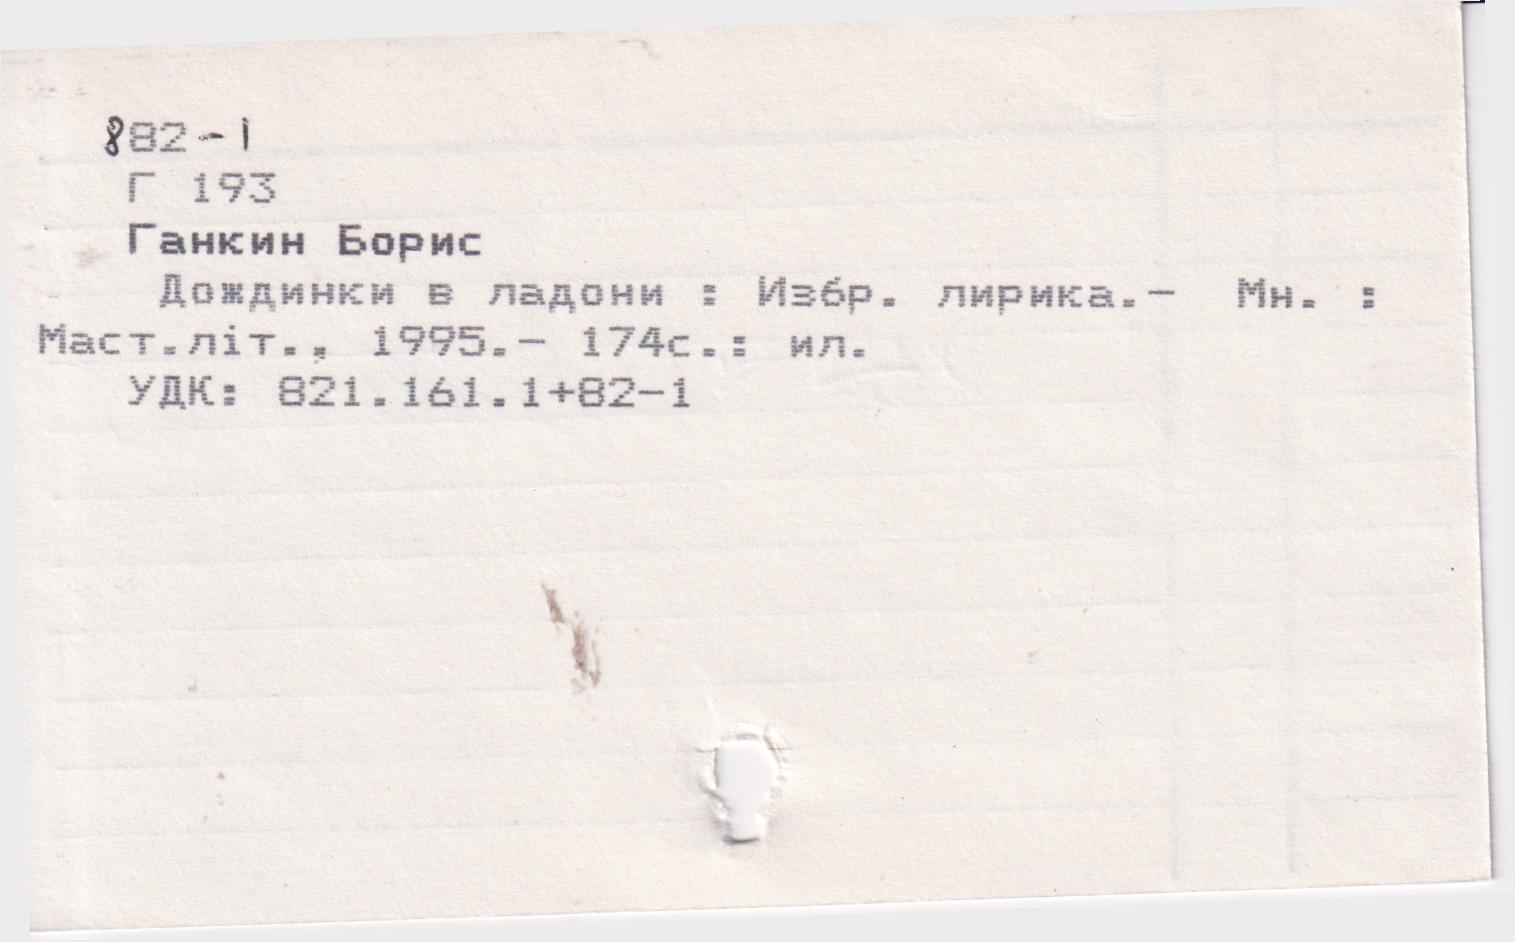 882-1
Г 193
Ганкин Борис
Дождинки в ладони : Избр. лирика.- Мн. :
Маст.літ., 1995.- 174с.: ил.
УДК: 821.161.1+82-1